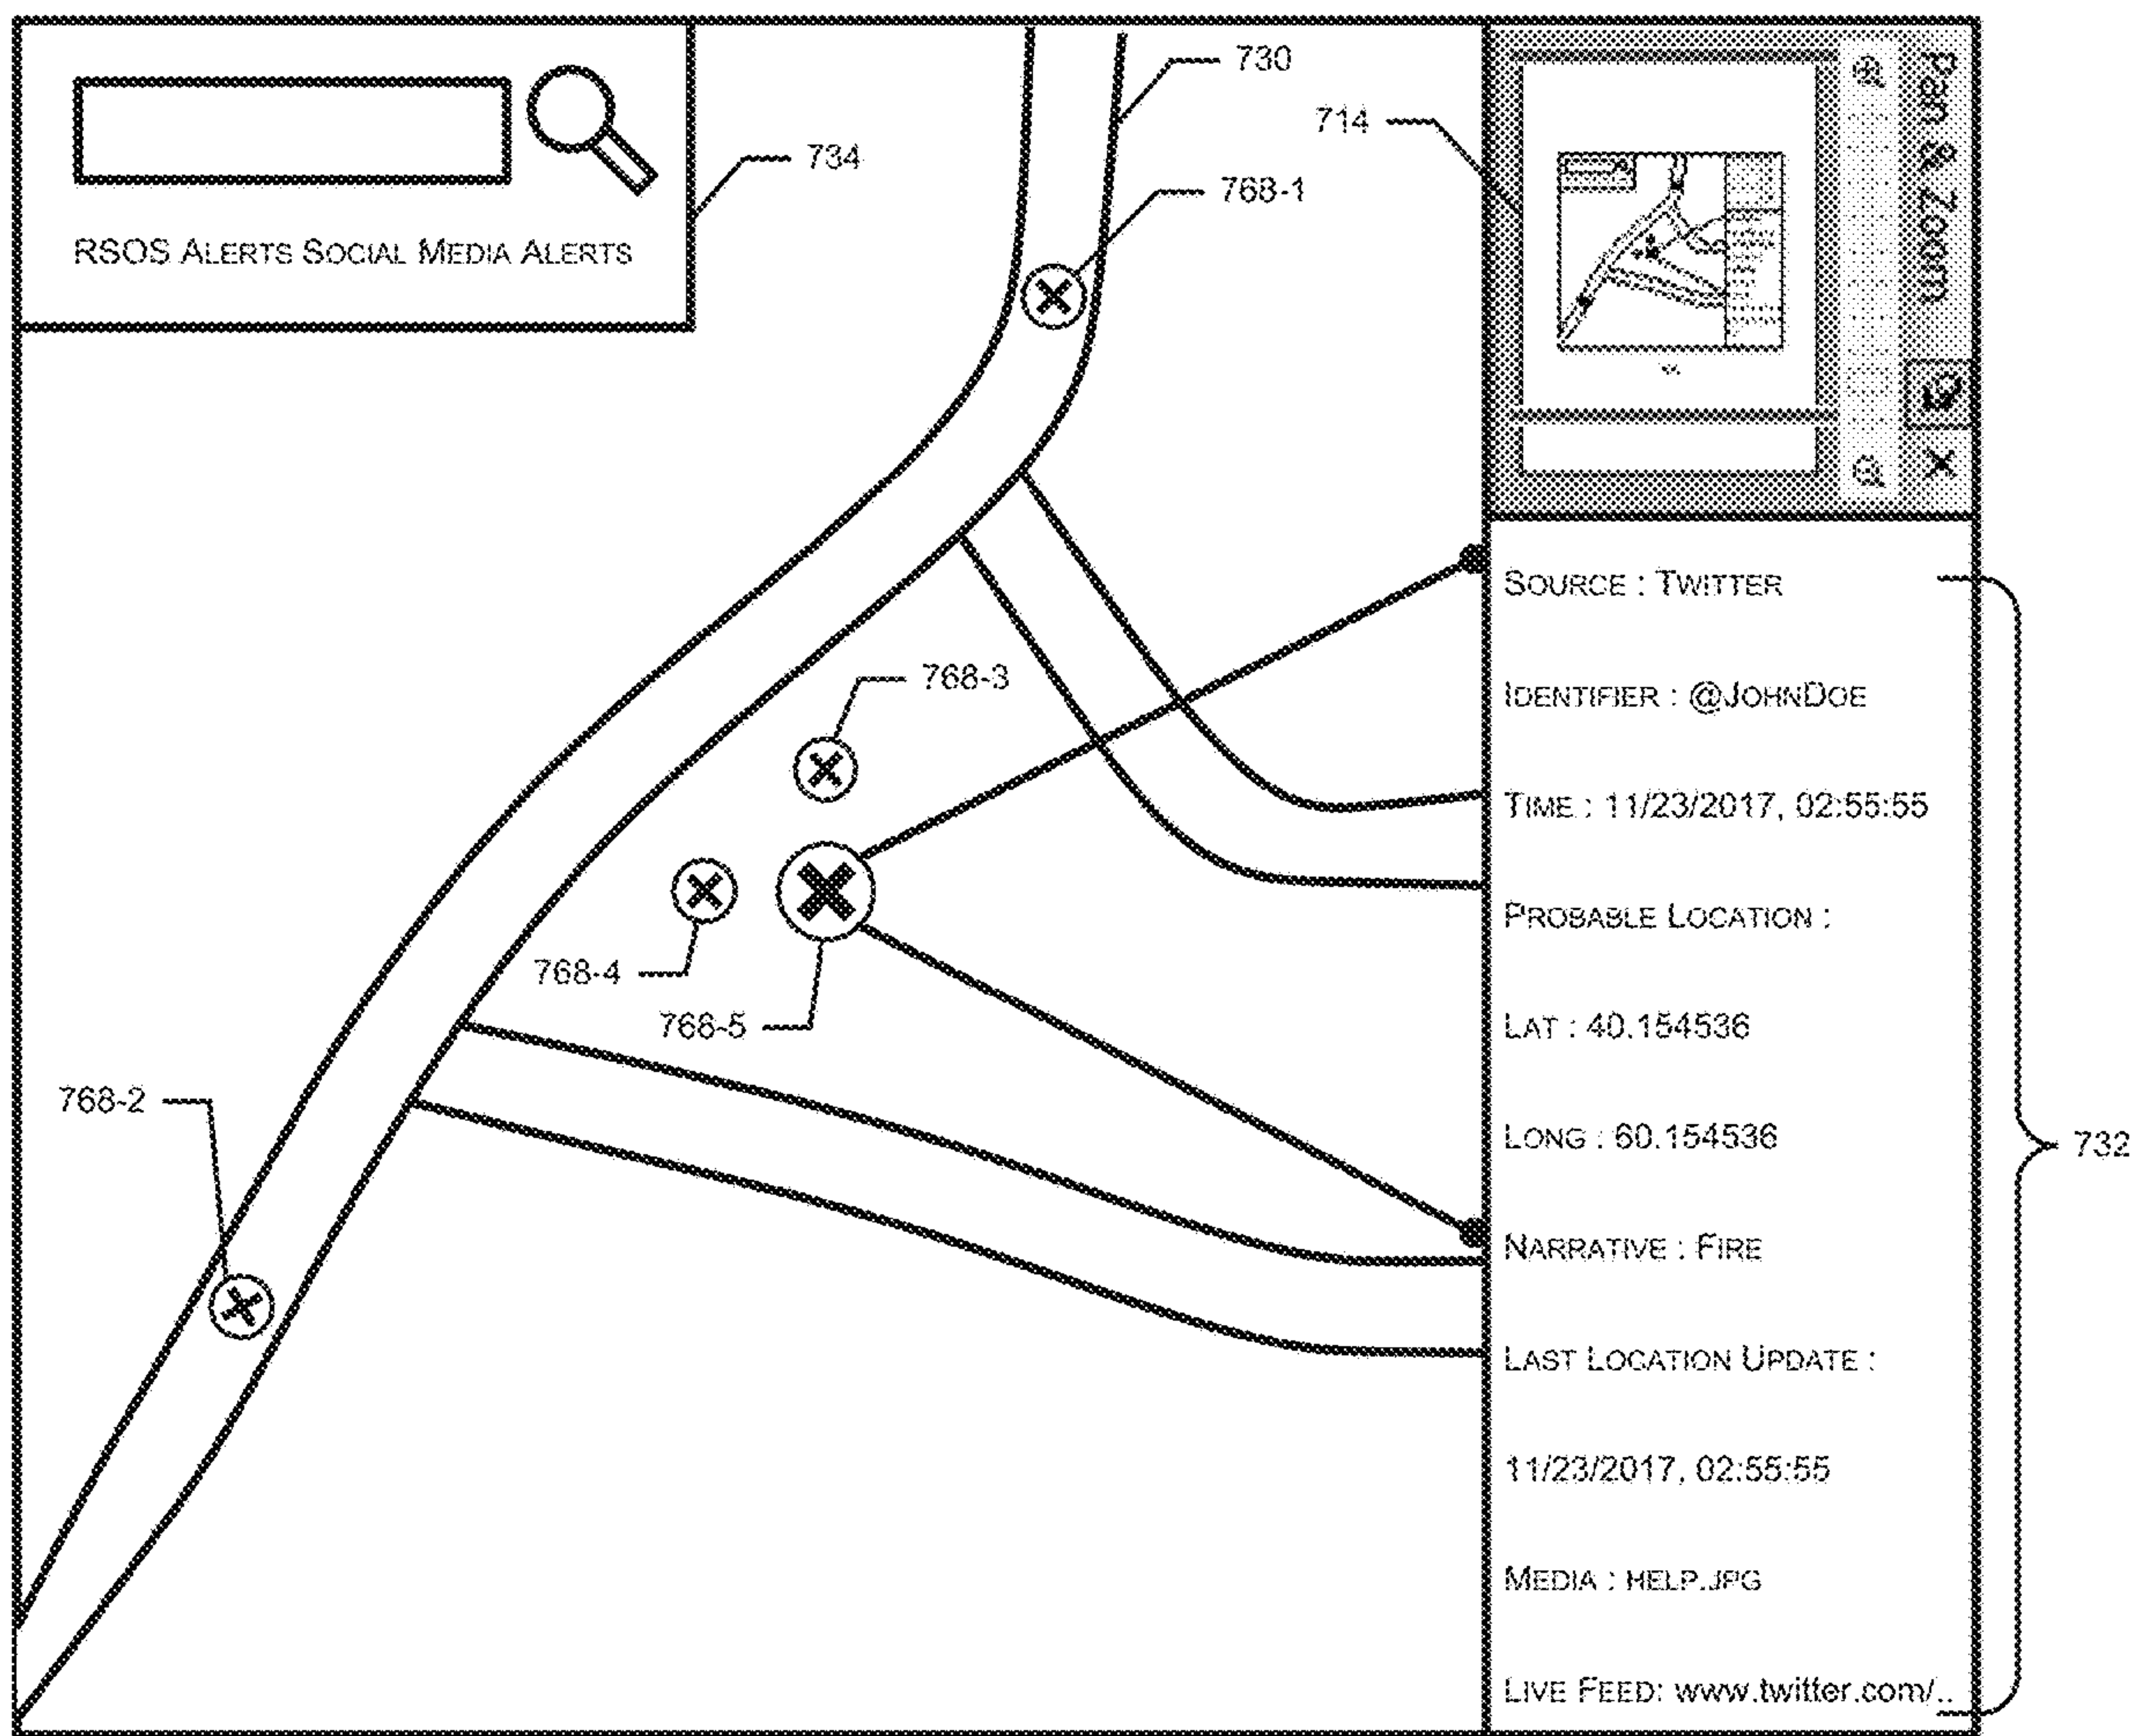 730
714
734
768-1
RSOS ALERTS SOCIAL MEDIA ALERTS
Pan & Zoom
X
SOURCE : TWITTER
IDENTIFIER : @JOHNDOE
768-3
TIME : 11/23/2017, 02:55:55
PROBABLE LOCATION :
768-4
768-5
LAT : 40.154536
768-2
LONG : 60.154536
732
NARRATIVE : FIRE
LAST LOCATION UPDATE :
11/23/2017, 02:55:55
MEDIA : HELP.JPG
LIVE FEED: www.twitter.com/..